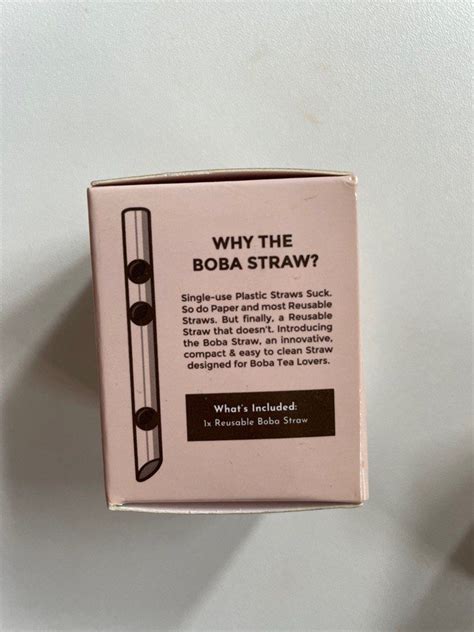 WHY THE
BOBA STRAW?
Single-use Plastic Straws Suck.
So do Paper and most Reusable
Straws. But finally, a Reusable
Straw that doesn't. Introducing
the Boba Straw, an innovative,
compact & easy to clean Straw
designed for Boba Tea Lovers.
What's Included:
1x Reusable Boba Straw